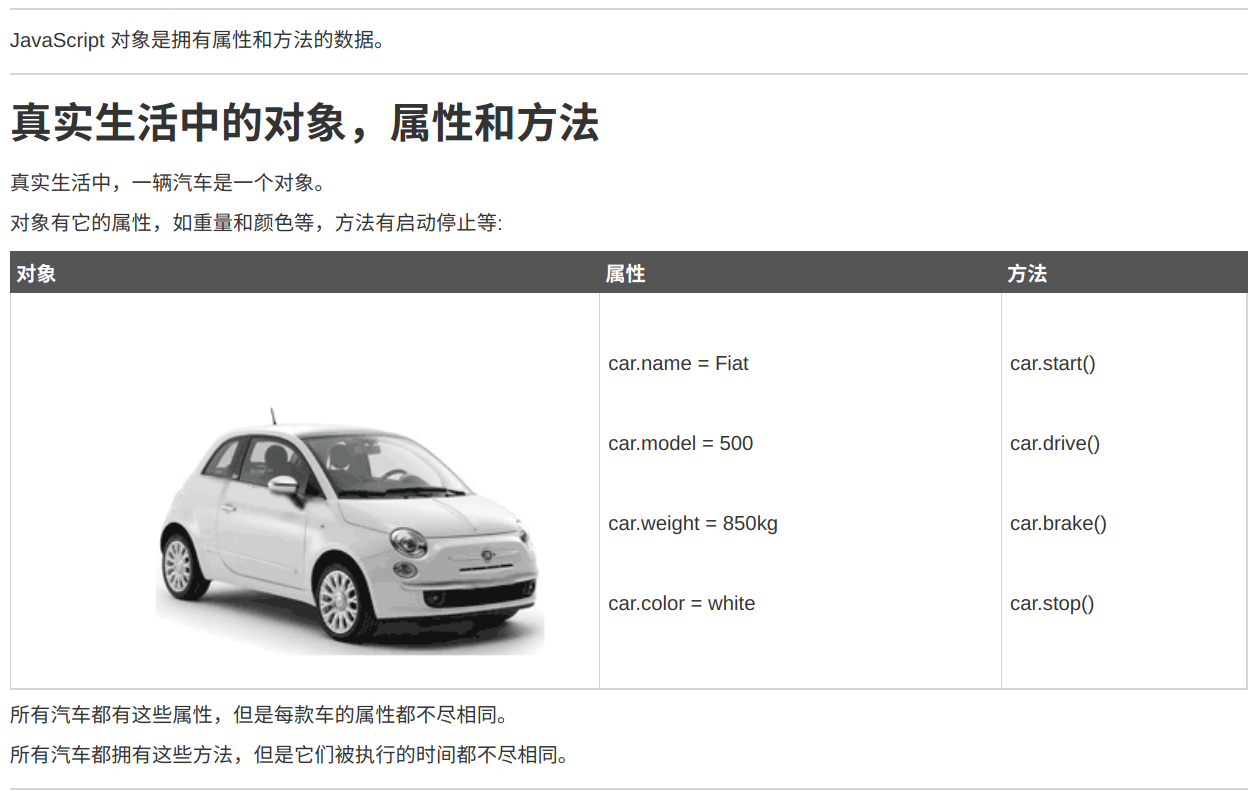 JavaScript 对象是拥有属性和方法的数据。
真实生活中的对象，属性和方法
真实生活中，一辆汽车是一个对象。
对象有它的属性，如重量和颜色等，方法有启动停止等:
对象 属性 方法
car.name = Fiat car.start()
car.model = 500 car.drive()
car.weight = 850kg car.brake()
car.color = white car.stop()
所有汽车都有这些属性，但是每款车的属性都不尽相同。
所有汽车都拥有这些方法，但是它们被执行的时间都不尽相同。